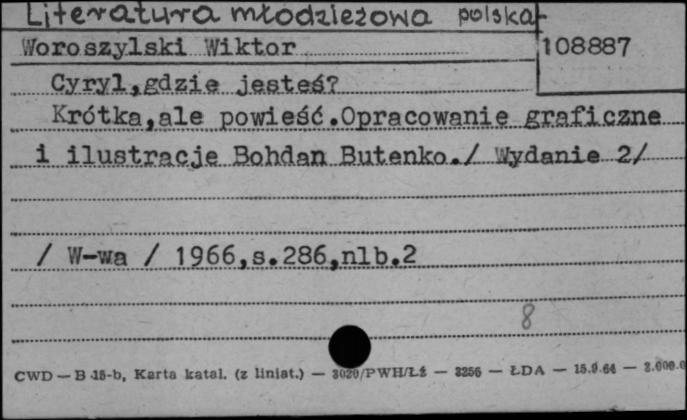 Literatura młodzieżowa polska
Woroszylski Wiktor
108887
Cyryl,gdzie jesteś?
Krótka,ale powieść.Opracowanie graficzne
i ilustracje Bohdan Butenko./ Wydanie 2/
/ W-wa / 1966,s.286,nlb.2
8
CWD — B 15-b, Karta katal. (z liniat.) — 3029/PWH/Łź — 3256 — ŁDA — 15.9.64 — 2.000.0